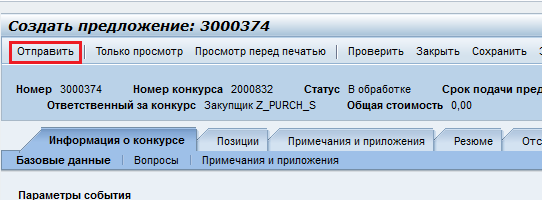 Создать предложение: 3000374
Отправить Только просмотр Просмотр перед печатью Проверить Закрыть Сохранить
Номер 3000374 Номер конкурса 2000832 Статус В обработке Срок подачи пред
Ответственный за конкурс Закупщик Z_PURCH_S Общая стоимость 0,00
Информация о конкурсе Позиции Примечания и приложения Резюме Отс
Базовые данные Вопросы Примечания и приложения
Параметры события